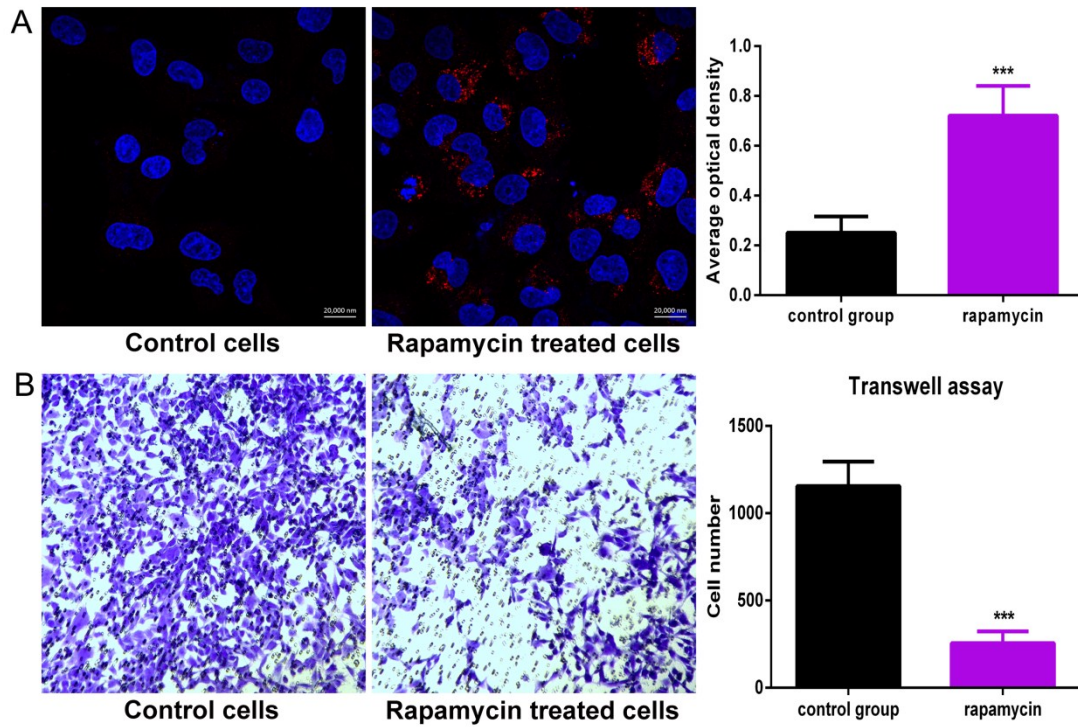 A
20,000 nm
Control cells
20,000 nm
Rapamycin treated cells
Average optical density
1.0
0.8
0.6
0.4
0.2
0.0
***
control group
rapamycin
B
Control cells
Rapamycin treated cells
Transwell assay
Cell number
1500
1000
500
0
***
control group
rapamycin